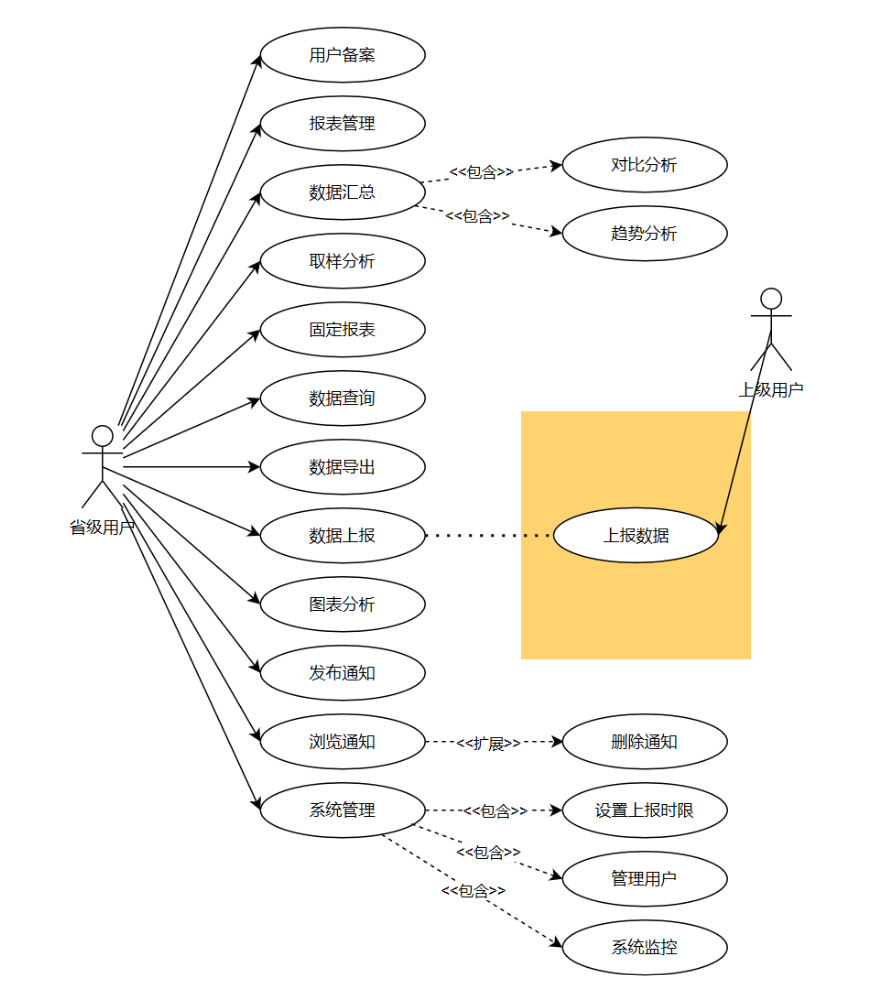 用户备案
报表管理
数据汇总
<<包含>>
对比分析
<<包含>>
趋势分析
取样分析
固定报表
上级用户
数据查询
数据导出
省级用户
数据上报
上报数据
图表分析
发布通知
浏览通知
<<扩展>>
删除通知
系统管理
<<包含>>
设置上报时限
<<包含>>
管理用户
<<包含>>
系统监控